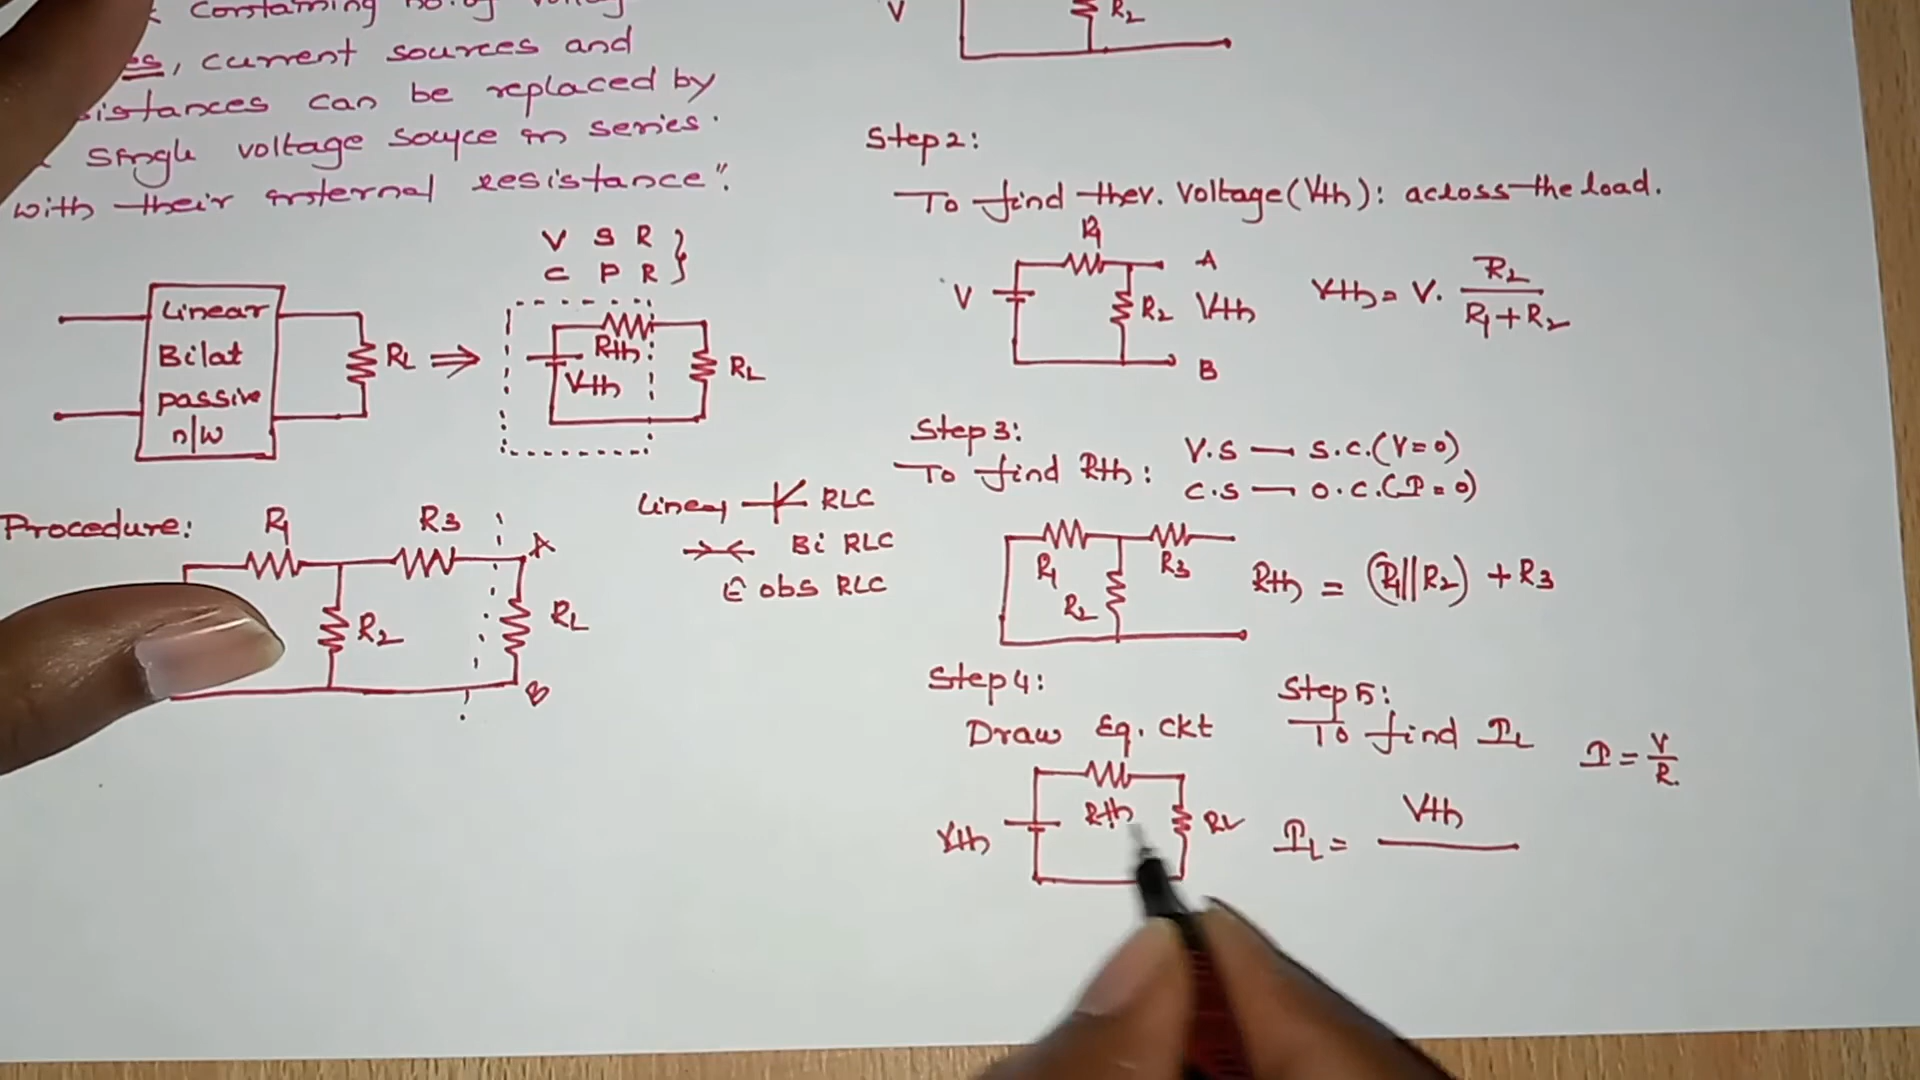 containing no. of
, current sources and
can be replaced by
single voltage source in series.
with their internal resistance".
V S R }
C P R }
Linear
Bilat
passive
n/w
RL
⇒
Rth
Vth
RL
Procedure:
R1
R3
A
R2
RL
B
Linear RLC
Bi RLC
obs RLC
V
R2
Step 2:
To find thev. Voltage (Vth): across the load.
R1
A
V
R2
Vth
B
Vth = V. R2 / R1 + R2
Step 3:
To find Rth:
V.S — S.C. (V=0)
C.S — O.C. (I=0)
R1
R3
R2
Rth = (R1||R2) + R3
Step 4:
Draw Eq. ckt
Rth
Vth
RL
Step 5:
To find IL
I = V/R
IL = Vth